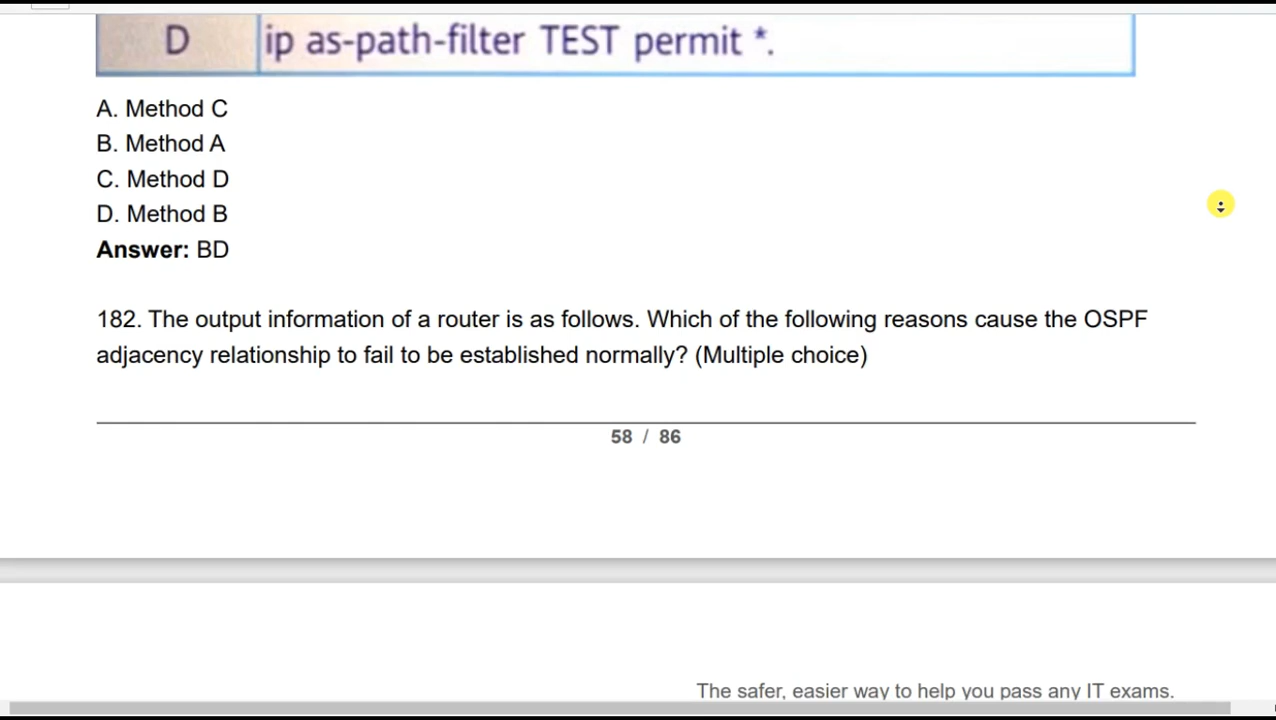 D ip as-path-filter TEST permit *.
A. Method C
B. Method A
C. Method D
D. Method B
Answer: BD
182. The output information of a router is as follows. Which of the following reasons cause the OSPF
adjacency relationship to fail to be established normally? (Multiple choice)
58 / 86
The safer, easier way to help you pass any IT exams.